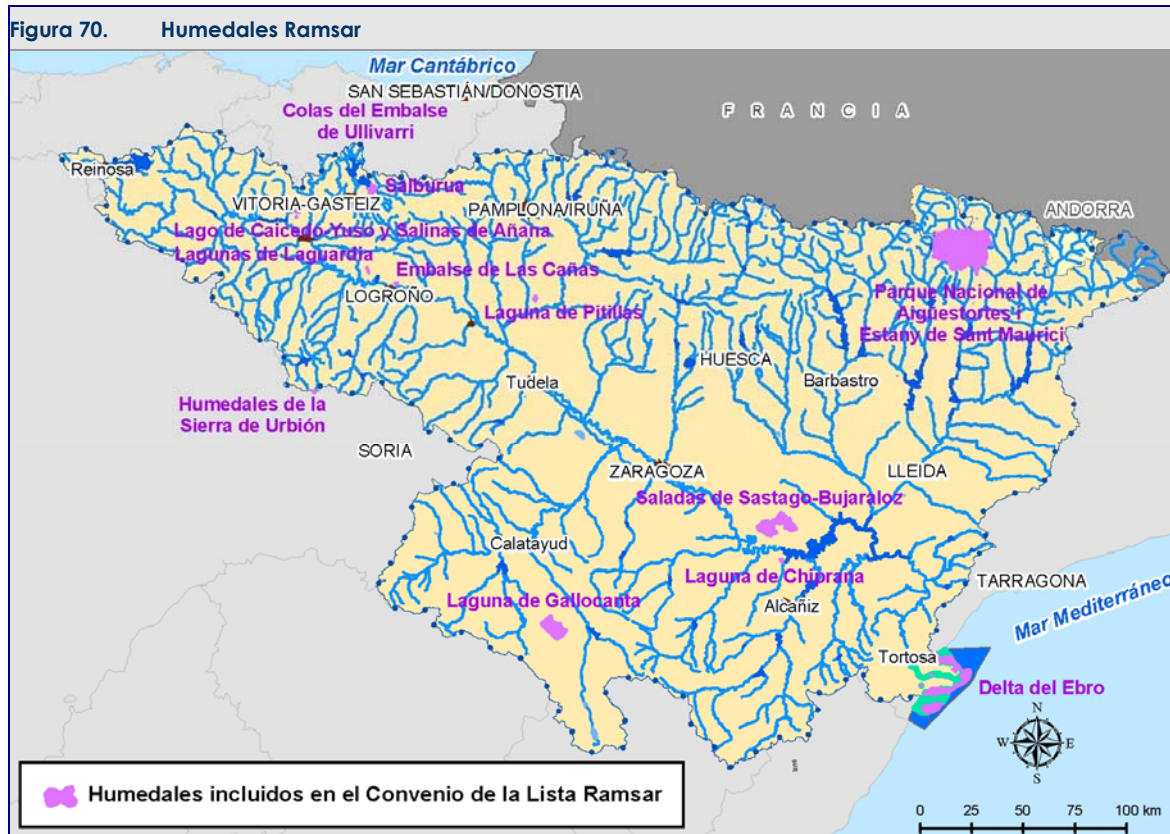 Figura 70. Humedales Ramsar
Mar Cantábrico
SAN SEBASTIÁN/DONOSTIA
Colas del Embalse
de Ullivarri
F R A N C I A
Reinosa
Salburua
VITORIA-GASTEIZ
PAMPLONA/IRUÑA
ANDORRA
Lago de Caicedo-Yuso y Salinas de Añana
Lagunas de Laguardia
Embalse de Las Cañas
LOGROÑO
Laguna de Pitillas
Parque Nacional de
Aigüestortes i
Estany de Sant Maurici
HUESCA
Tudela
Barbastro
Humedales de la
Sierra de Urbión
SORIA
ZARAGOZA
LLEIDA
Saladas de Sastago-Bujaraloz
Calatayud
Laguna de Chiprana
TARRAGONA
Laguna de Gallocanta
Alcañiz
Mar Mediterráneo
Tortosa
Delta del Ebro
N
W E
S
Humedales incluidos en el Convenio de la Lista Ramsar
0 25 50 75 100 km